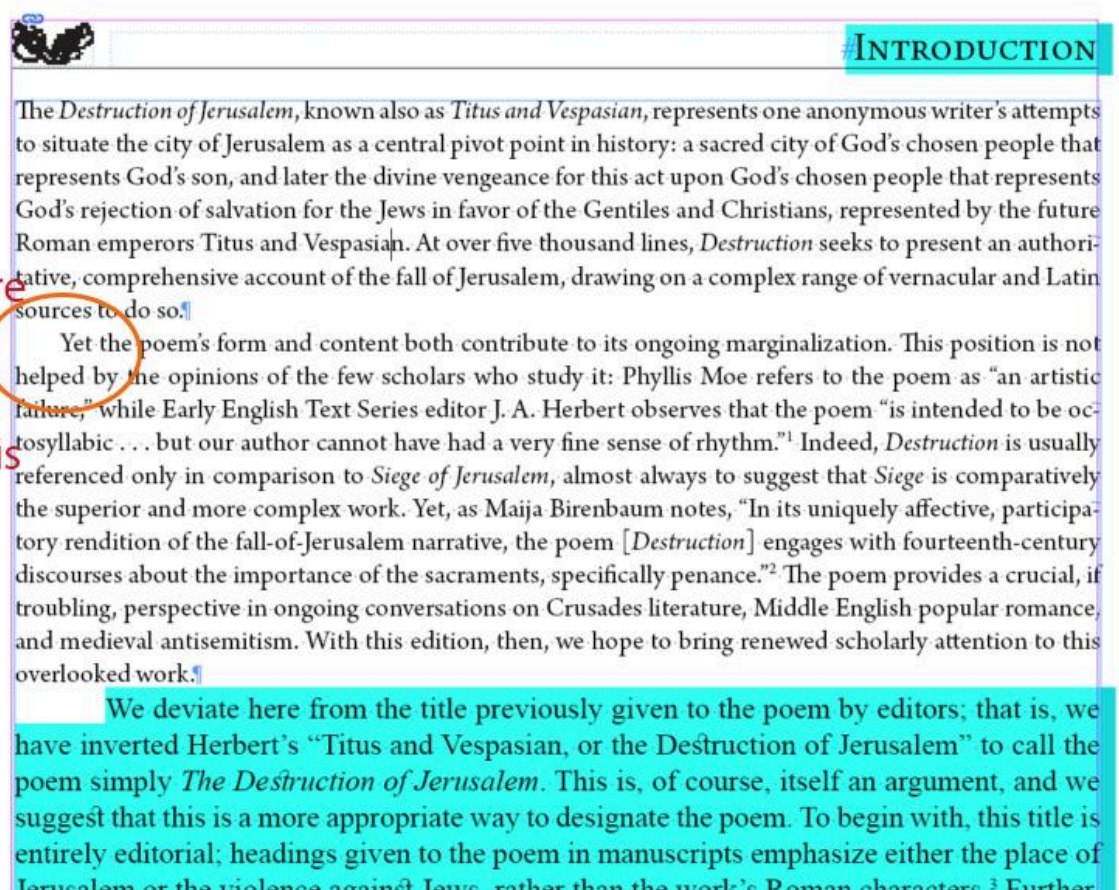 #INTRODUCTION
The Destruction of Jerusalem, known also as Titus and Vespasian, represents one anonymous writer’s attempts
to situate the city of Jerusalem as a central pivot point in history: a sacred city of God’s chosen people that
represents God’s son, and later the divine vengeance for this act upon God’s chosen people that represents
God’s rejection of salvation for the Jews in favor of the Gentiles and Christians, represented by the future
Roman emperors Titus and Vespasian. At over five thousand lines, Destruction seeks to present an authori-
tative, comprehensive account of the fall of Jerusalem, drawing on a complex range of vernacular and Latin
re
sources to do so.¶
Yet the poem’s form and content both contribute to its ongoing marginalization. This position is not
helped by the opinions of the few scholars who study it: Phyllis Moe refers to the poem as “an artistic
failure,” while Early English Text Series editor J. A. Herbert observes that the poem “is intended to be oc-
tosyllabic . . . but our author cannot have had a very fine sense of rhythm.”¹ Indeed, Destruction is usually
is
referenced only in comparison to Siege of Jerusalem, almost always to suggest that Siege is comparatively
the superior and more complex work. Yet, as Maija Birenbaum notes, “In its uniquely affective, participa-
tory rendition of the fall-of-Jerusalem narrative, the poem [Destruction] engages with fourteenth-century
discourses about the importance of the sacraments, specifically penance.”² The poem provides a crucial, if
troubling, perspective in ongoing conversations on Crusades literature, Middle English popular romance,
and medieval antisemitism. With this edition, then, we hope to bring renewed scholarly attention to this
overlooked work.¶
We deviate here from the title previously given to the poem by editors; that is, we
have inverted Herbert’s “Titus and Vespasian, or the Destruction of Jerusalem” to call the
poem simply The Destruction of Jerusalem. This is, of course, itself an argument, and we
suggest that this is a more appropriate way to designate the poem. To begin with, this title is
entirely editorial; headings given to the poem in manuscripts emphasize either the place of
Jerusalem or the violence against Jews, rather than the work’s Roman characters.³ Further,